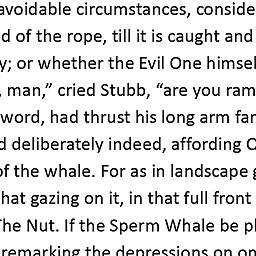 avoidable circumstances, conside
d of the rope, till it is caught and
y; or whether the Evil One himsel
, man,” cried Stubb, “are you ram
word, had thrust his long arm far
d deliberately indeed, affording
of the whale. For as in landscape
hat gazing on it, in that full front
The Nut. If the Sperm Whale be
remarking the depressions on